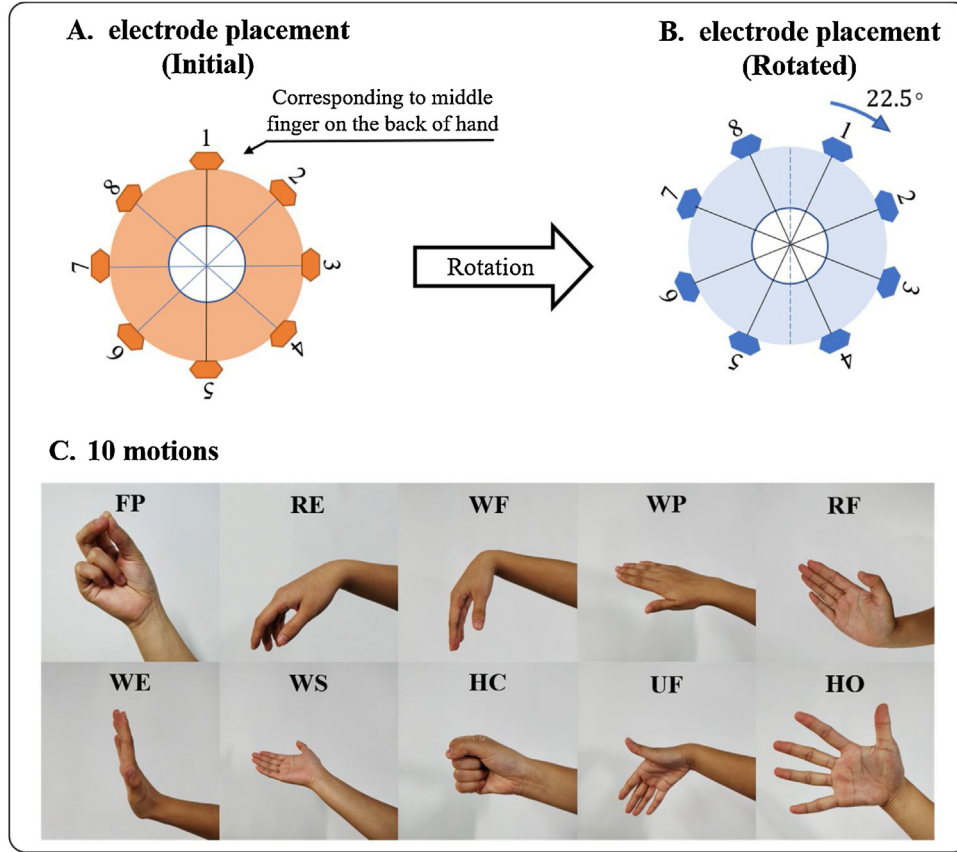 A. electrode placement
(Initial)
Corresponding to middle
finger on the back of hand
1
2
3
4
5
6
7
8
Rotation
B. electrode placement
(Rotated)
22.5°
1
2
3
4
5
6
7
8
C. 10 motions
FP RE WF WP RF
WE WS HC UF HO